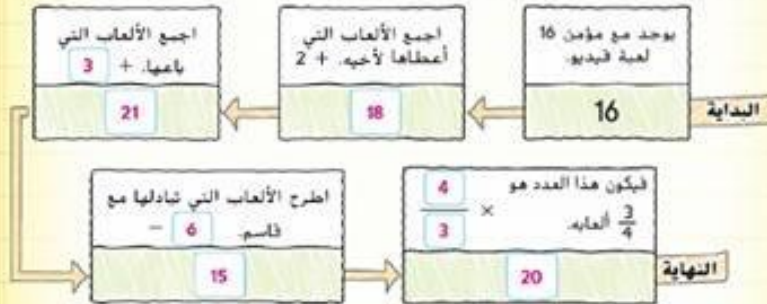 البداية
يوجد مع مؤمن 16
لعبة فيديو.
16
اجمع الألعاب التي
أعطاها لأخيه. + 2
18
اجمع الألعاب التي
باعها. + 3
21
اطرح الألعاب التي تبادلها مع
قاسم. 6 −
15
فيكون هذا العدد هو
3/4 ألعابه. × 4/3
20
النهاية